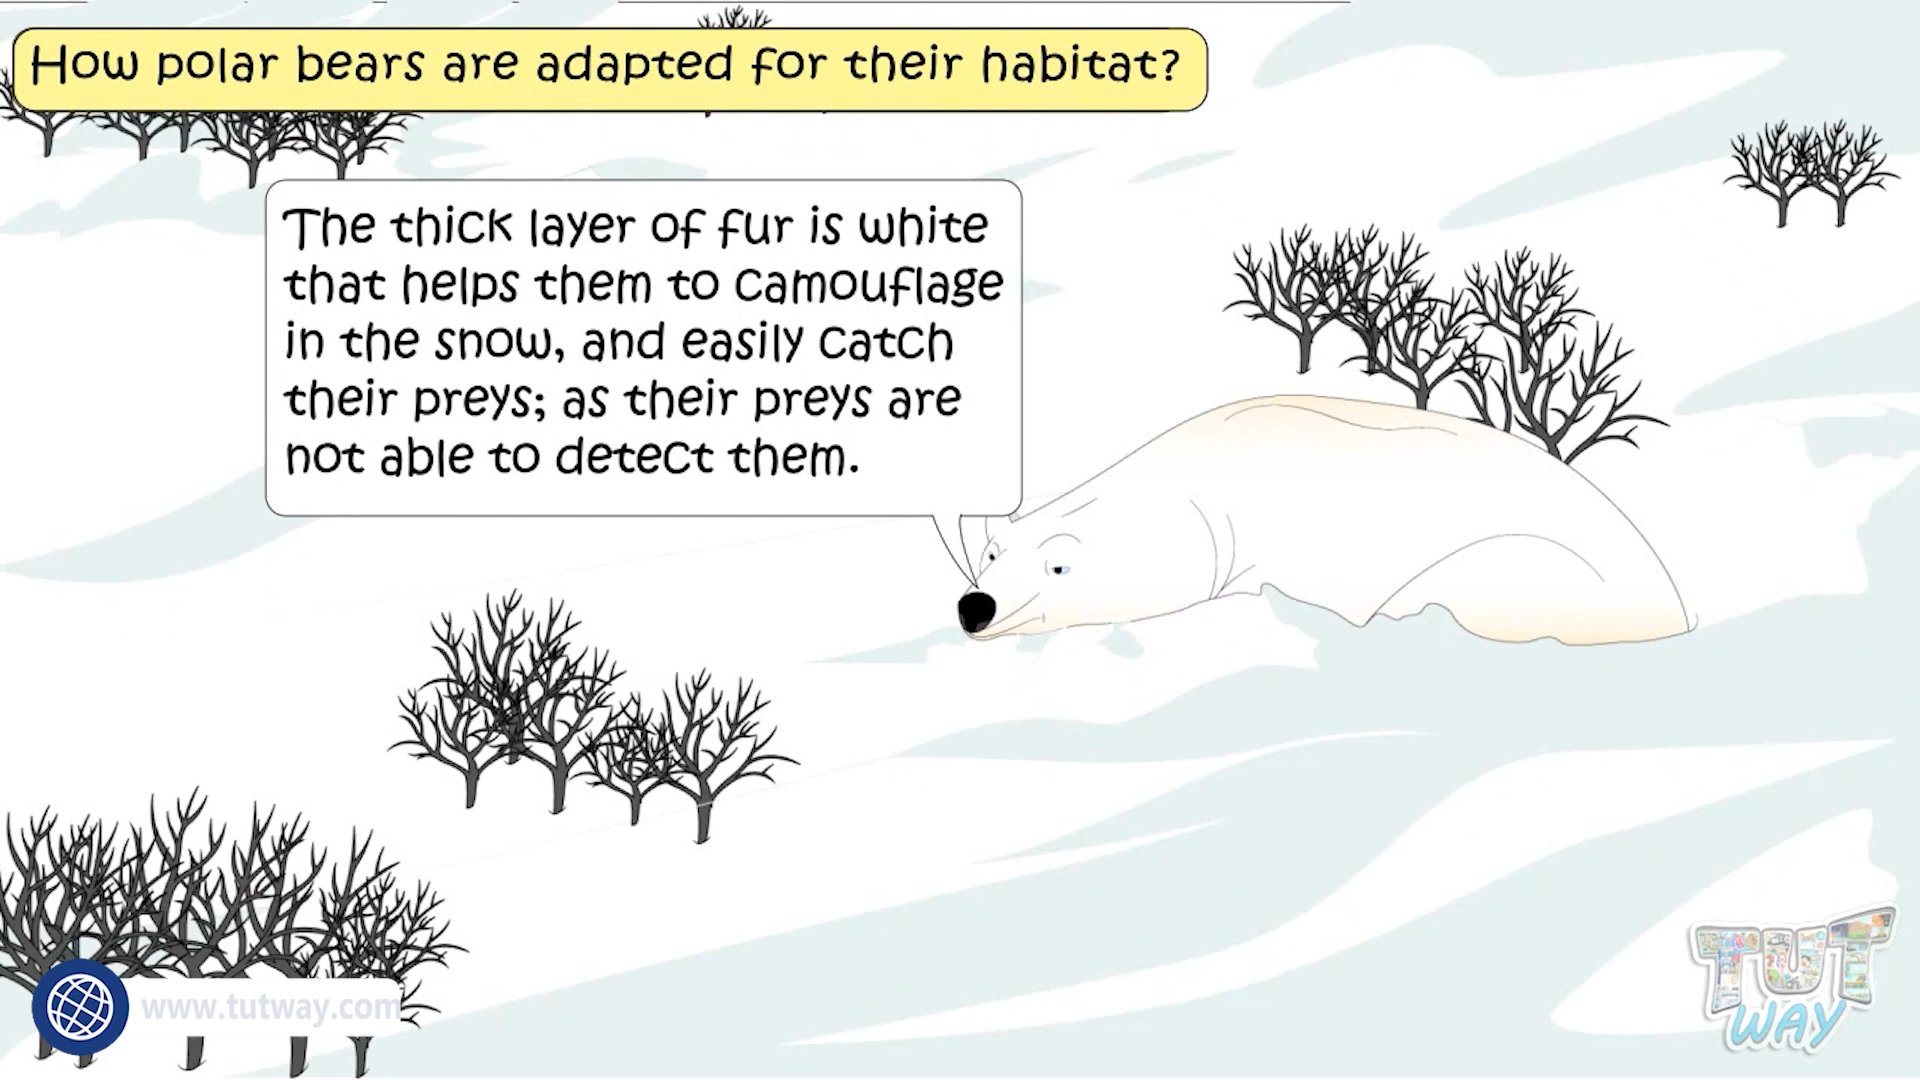 How polar bears are adapted for their habitat?
The thick layer of fur is white
that helps them to camouflage
in the snow, and easily catch
their preys; as their preys are
not able to detect them.
www.tutway.com
TUT
WAY